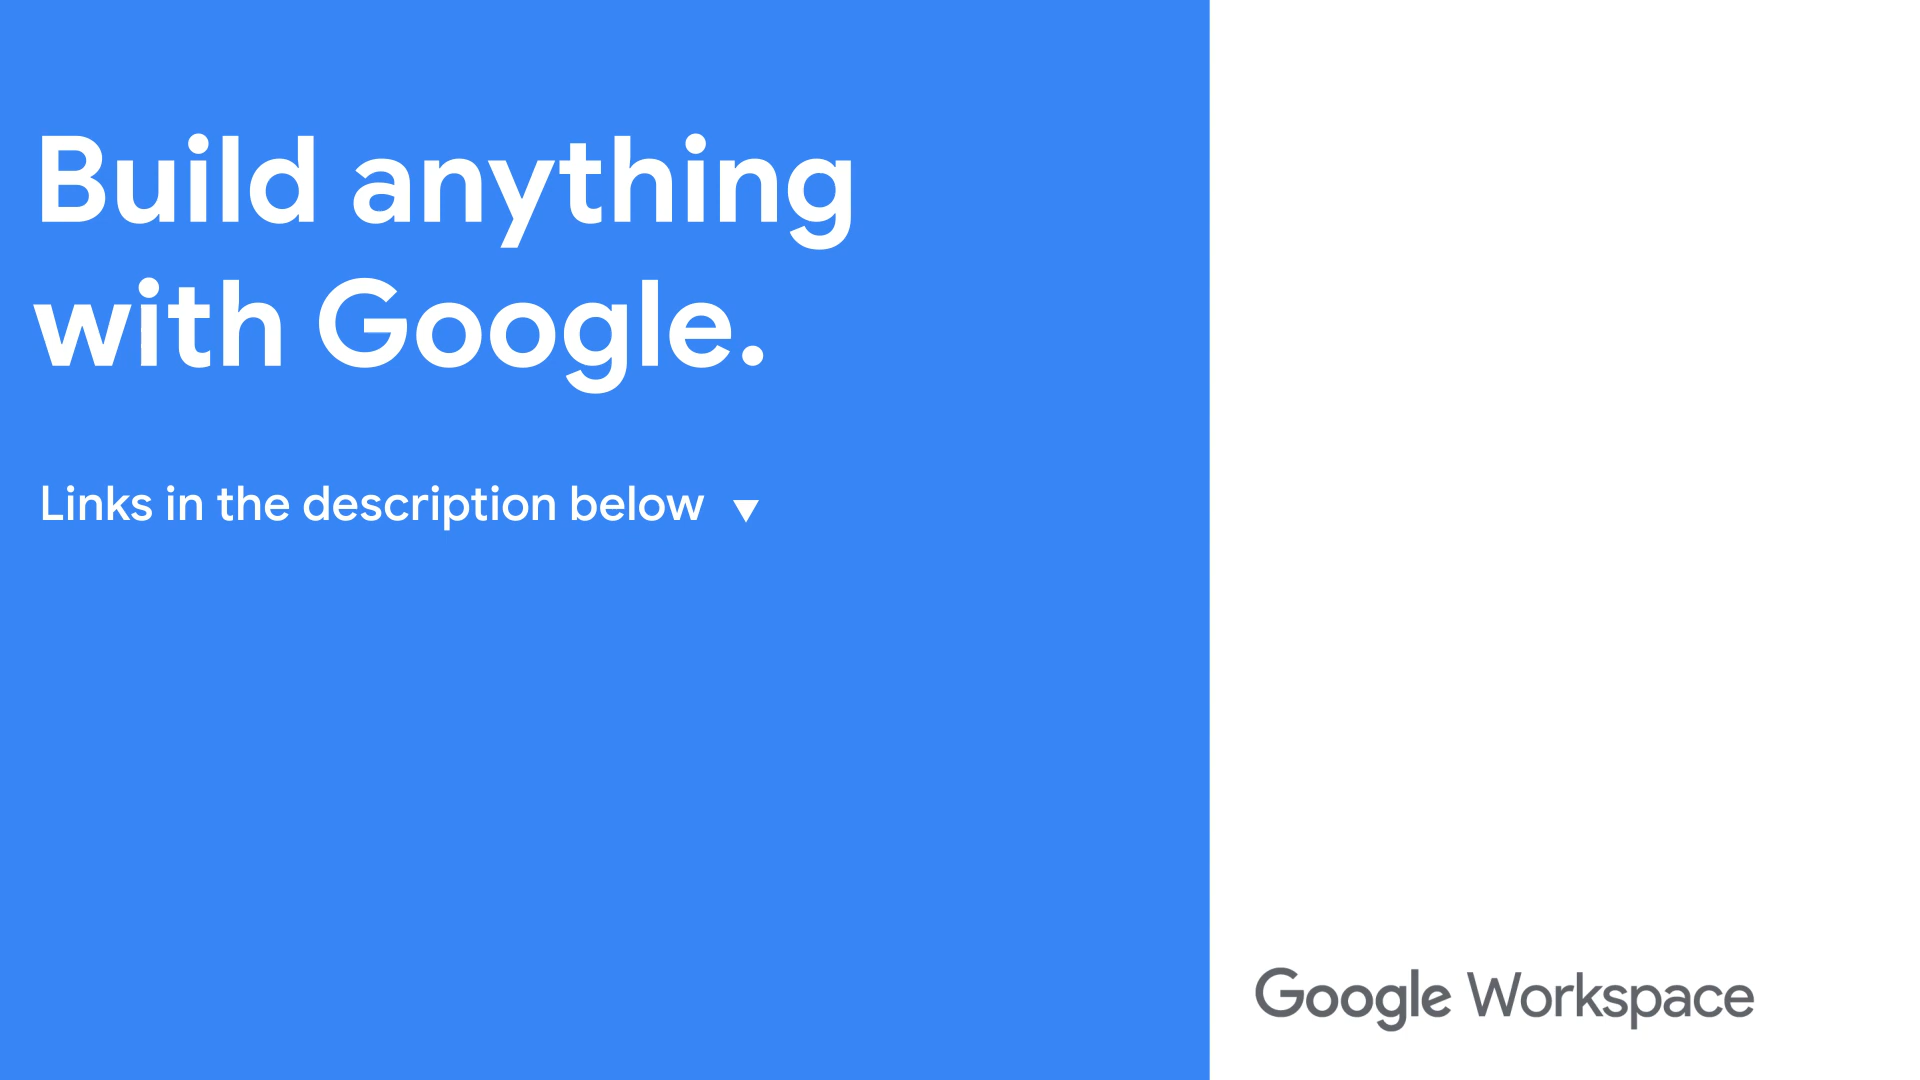 Build anything
with Google.
Links in the description below ▼
Google Workspace